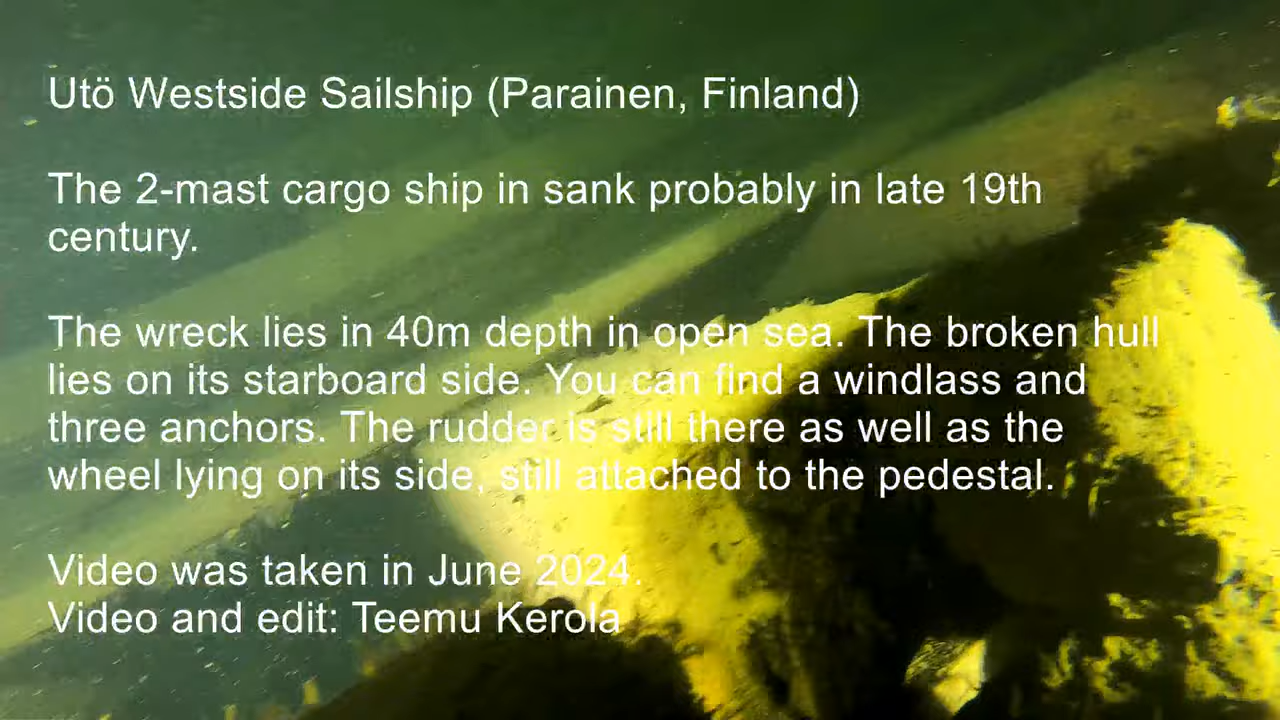 Utö Westside Sailship (Parainen, Finland)
The 2-mast cargo ship in sank probably in late 19th
century.
The wreck lies in 40m depth in open sea. The broken hull
lies on its starboard side. You can find a windlass and
three anchors. The rudder is still there as well as the
wheel lying on its side, still attached to the pedestal.
Video was taken in June 2024.
Video and edit: Teemu Kerola